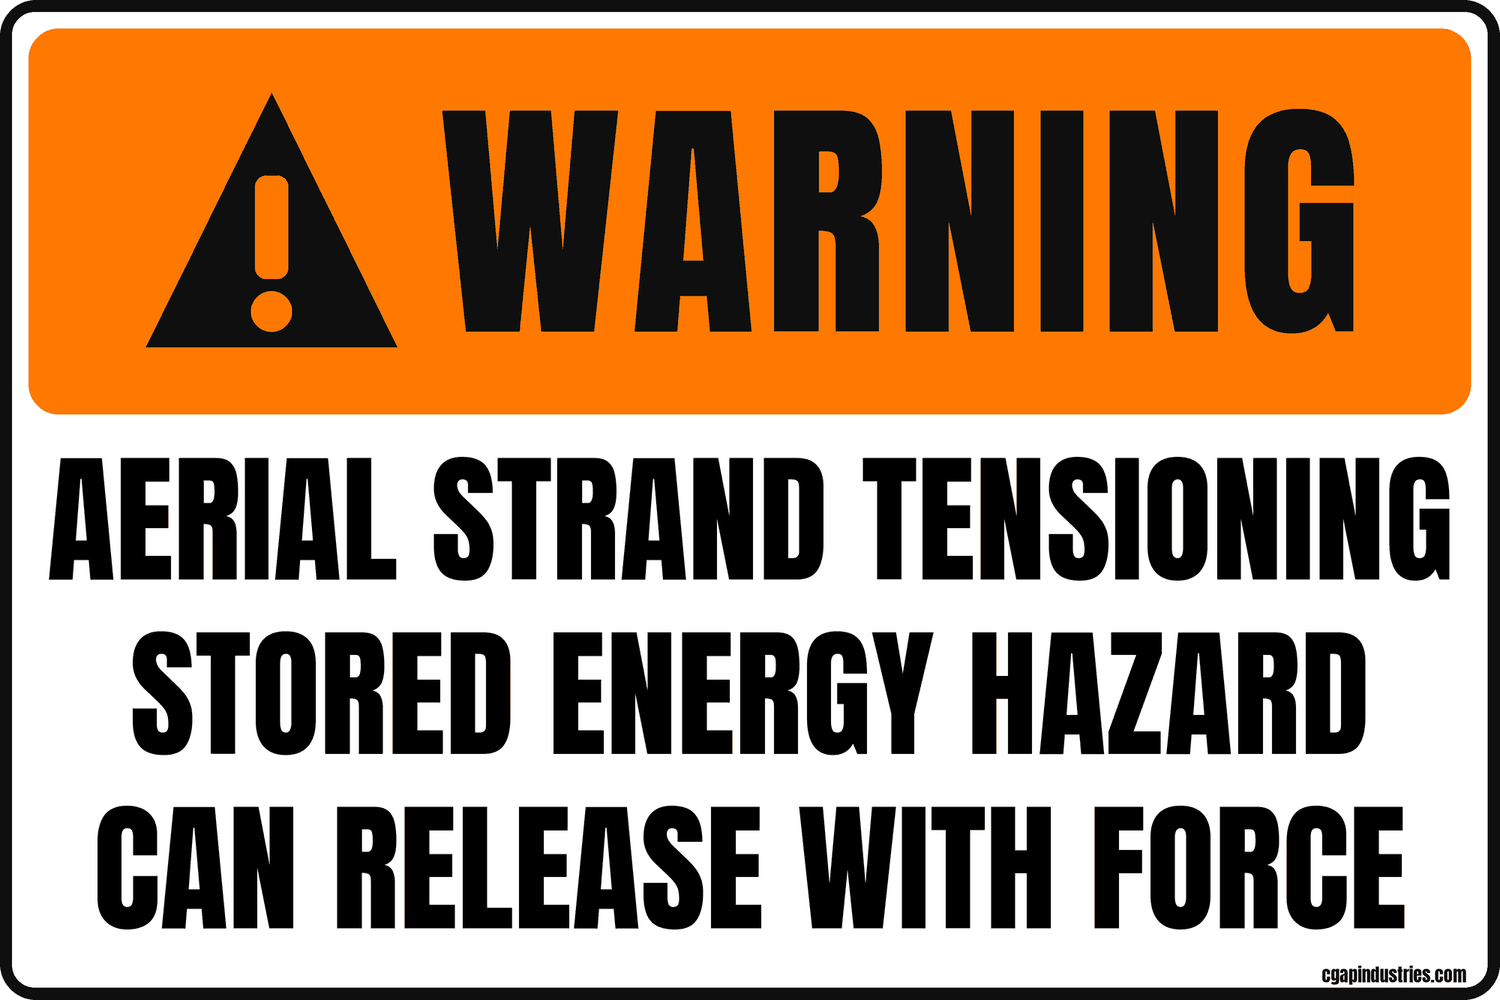 WARNING
AERIAL STRAND TENSIONING
STORED ENERGY HAZARD
CAN RELEASE WITH FORCE
cgapindustries.com